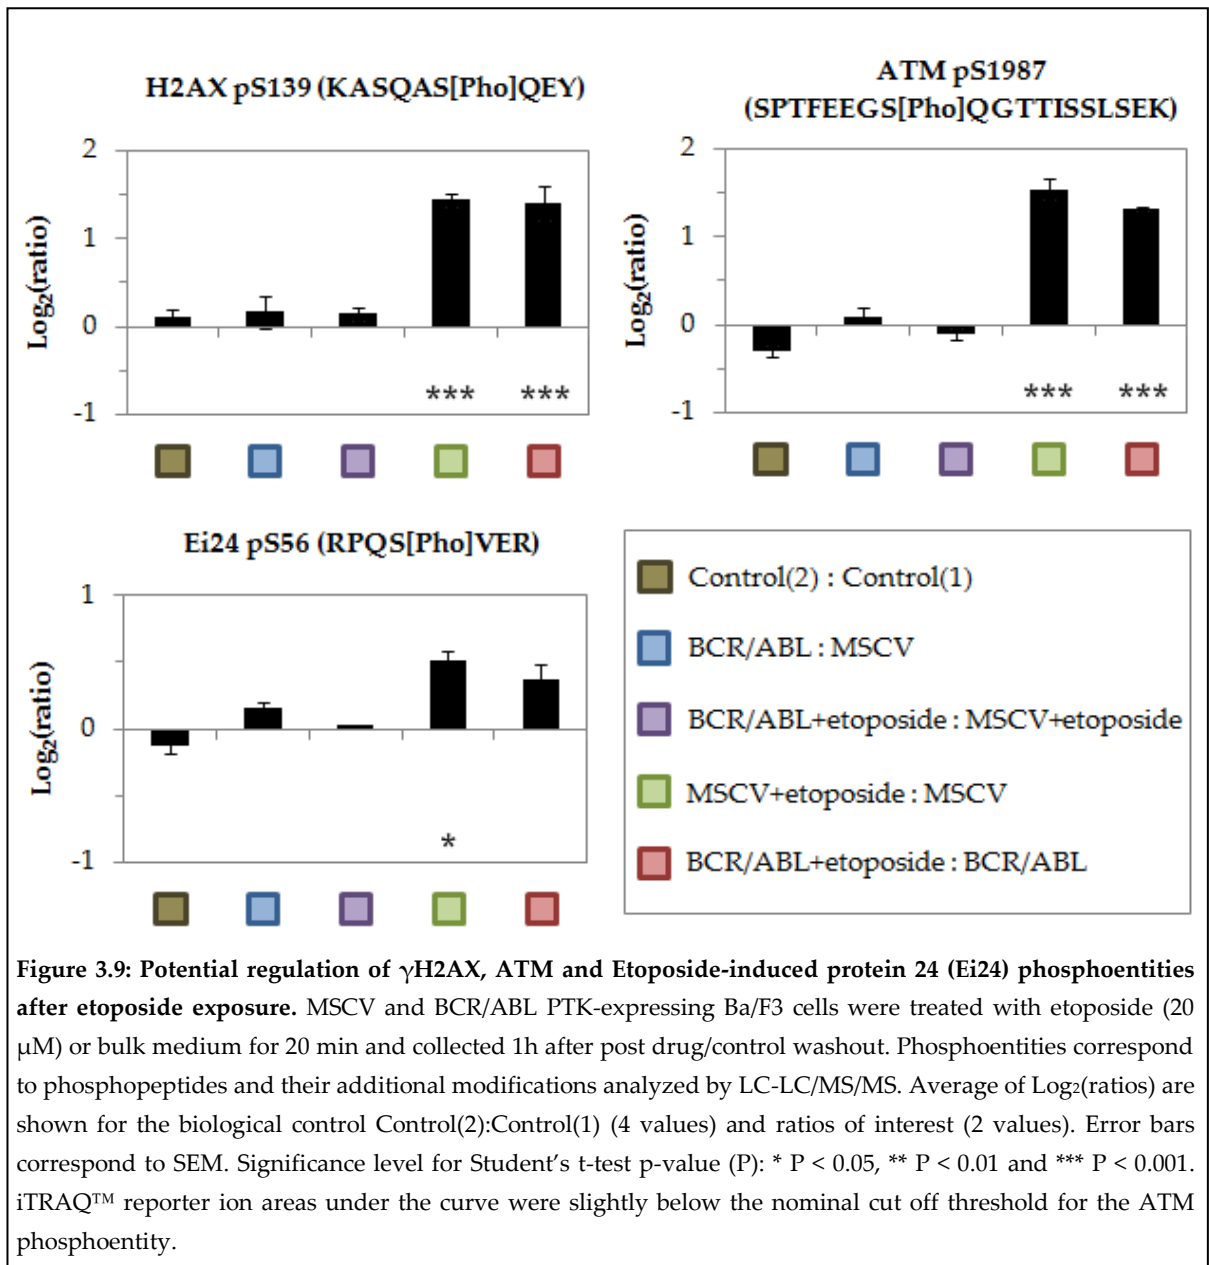 H2AX pS139 (KASQAS[Pho]QEY)
Log₂(ratio)
2
1
0
-1
*** ***
ATM pS1987
(SPTFEEGS[Pho]QGTTISSLSEK)
Log₂(ratio)
2
1
0
-1
*** ***
Ei24 pS56 (RPQS[Pho]VER)
Log₂(ratio)
1
0
-1
*
Control(2) : Control(1)
BCR/ABL : MSCV
BCR/ABL+etoposide : MSCV+etoposide
MSCV+etoposide : MSCV
BCR/ABL+etoposide : BCR/ABL
Figure 3.9: Potential regulation of γH2AX, ATM and Etoposide-induced protein 24 (Ei24) phosphoentities
after etoposide exposure. MSCV and BCR/ABL PTK-expressing Ba/F3 cells were treated with etoposide (20
μM) or bulk medium for 20 min and collected 1h after post drug/control washout. Phosphoentities correspond
to phosphopeptides and their additional modifications analyzed by LC-LC/MS/MS. Average of Log₂(ratios) are
shown for the biological control Control(2):Control(1) (4 values) and ratios of interest (2 values). Error bars
correspond to SEM. Significance level for Student’s t-test p-value (P): * P < 0.05, ** P < 0.01 and *** P < 0.001.
iTRAQ™ reporter ion areas under the curve were slightly below the nominal cut off threshold for the ATM
phosphoentity.